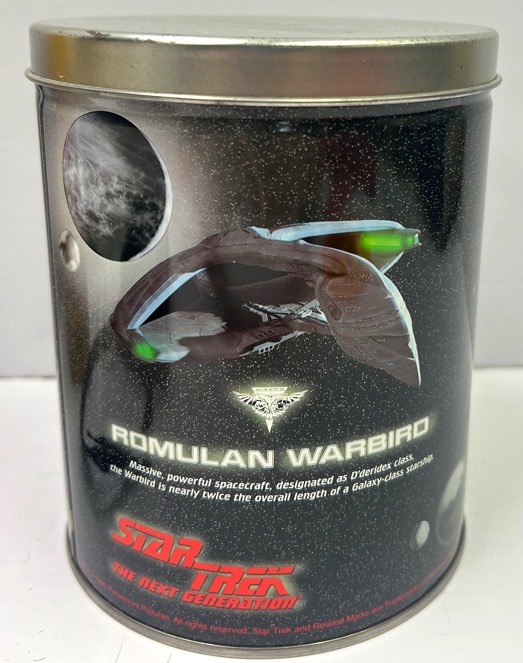 ROMULAN WARBIRD
Massive, powerful spacecraft, designated as D'deridex class,
the Warbird is nearly twice the overall length of a Galaxy-class starship.
STAR
TREK
THE NEXT GENERATION
Pictures. All rights reserved. Star Trek and Related Marks are